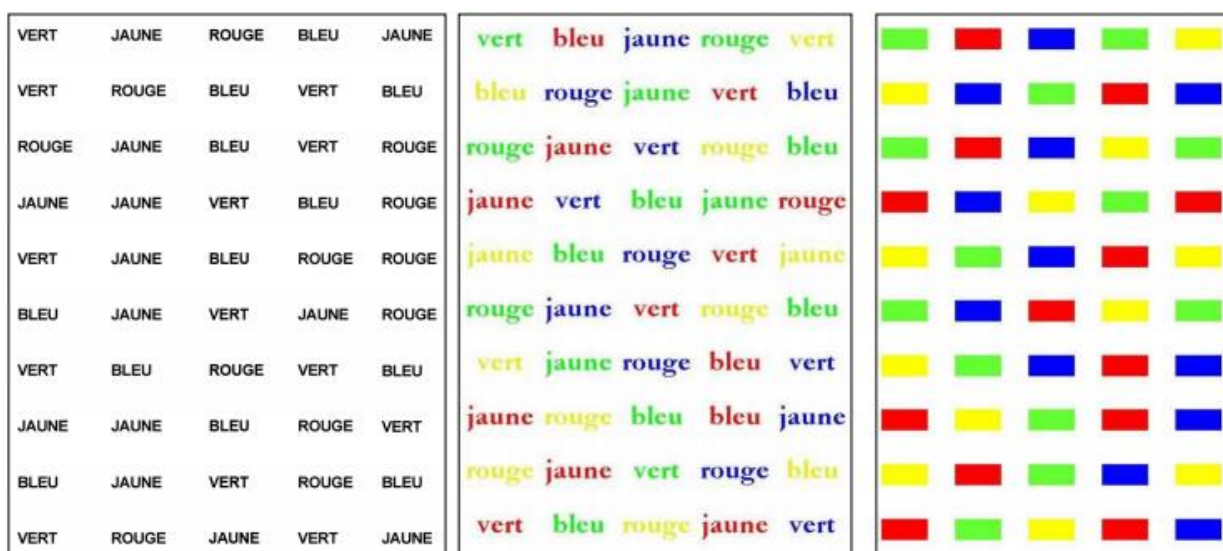 VERT JAUNE ROUGE BLEU JAUNE
VERT ROUGE BLEU VERT BLEU
ROUGE JAUNE BLEU VERT ROUGE
JAUNE JAUNE VERT BLEU ROUGE
VERT JAUNE BLEU ROUGE ROUGE
BLEU JAUNE VERT JAUNE ROUGE
VERT BLEU ROUGE VERT BLEU
JAUNE JAUNE BLEU ROUGE VERT
BLEU JAUNE VERT ROUGE BLEU
VERT ROUGE JAUNE VERT JAUNE
vert bleu jaune rouge vert
bleu rouge jaune vert bleu
rouge jaune vert rouge bleu
jaune vert bleu jaune rouge
jaune bleu rouge vert jaune
rouge jaune vert rouge bleu
vert jaune rouge bleu vert
jaune rouge bleu bleu jaune
rouge jaune vert rouge bleu
vert bleu rouge jaune vert